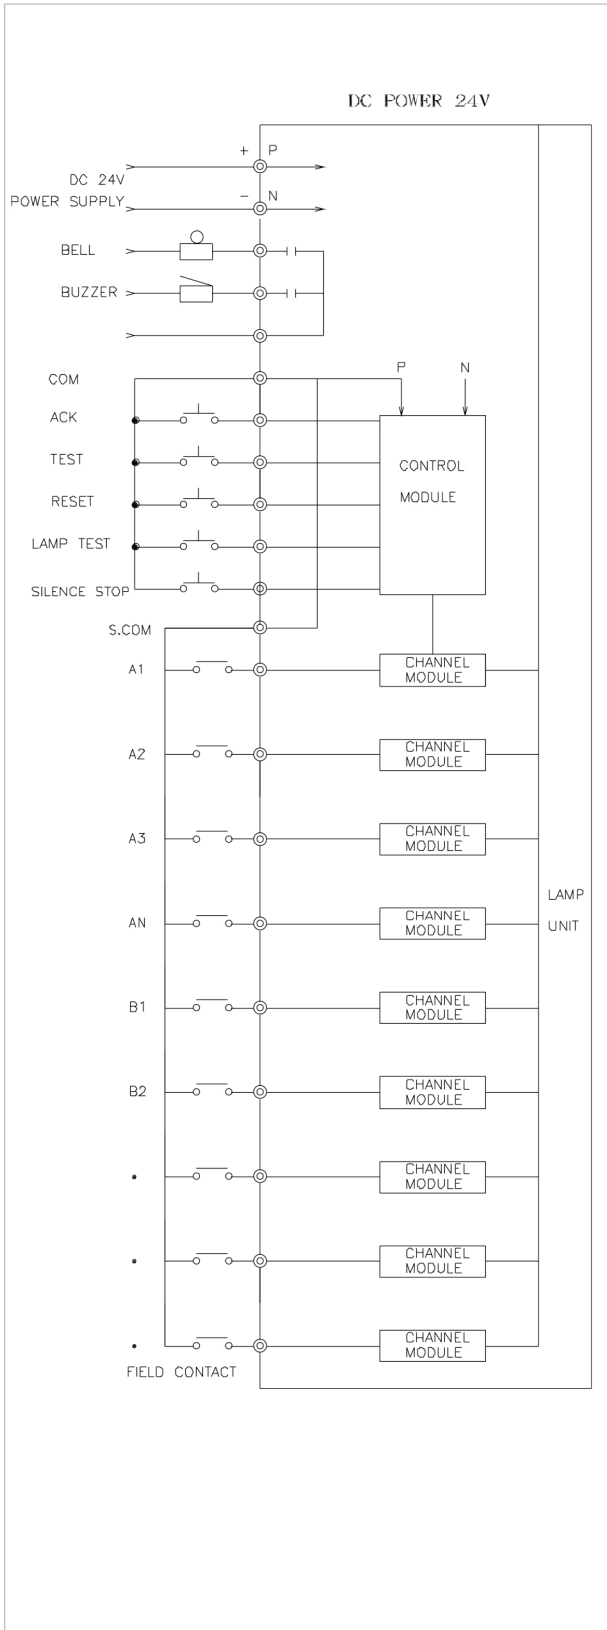 DC POWER 24V
+ P
DC 24V
POWER SUPPLY
- N
BELL
BUZZER
COM
P N
ACK
TEST
CONTROL
MODULE
RESET
LAMP TEST
SILENCE STOP
S.COM
A1
CHANNEL
MODULE
A2
CHANNEL
MODULE
A3
CHANNEL
MODULE
LAMP
UNIT
AN
CHANNEL
MODULE
B1
CHANNEL
MODULE
B2
CHANNEL
MODULE
CHANNEL
MODULE
CHANNEL
MODULE
CHANNEL
MODULE
FIELD CONTACT